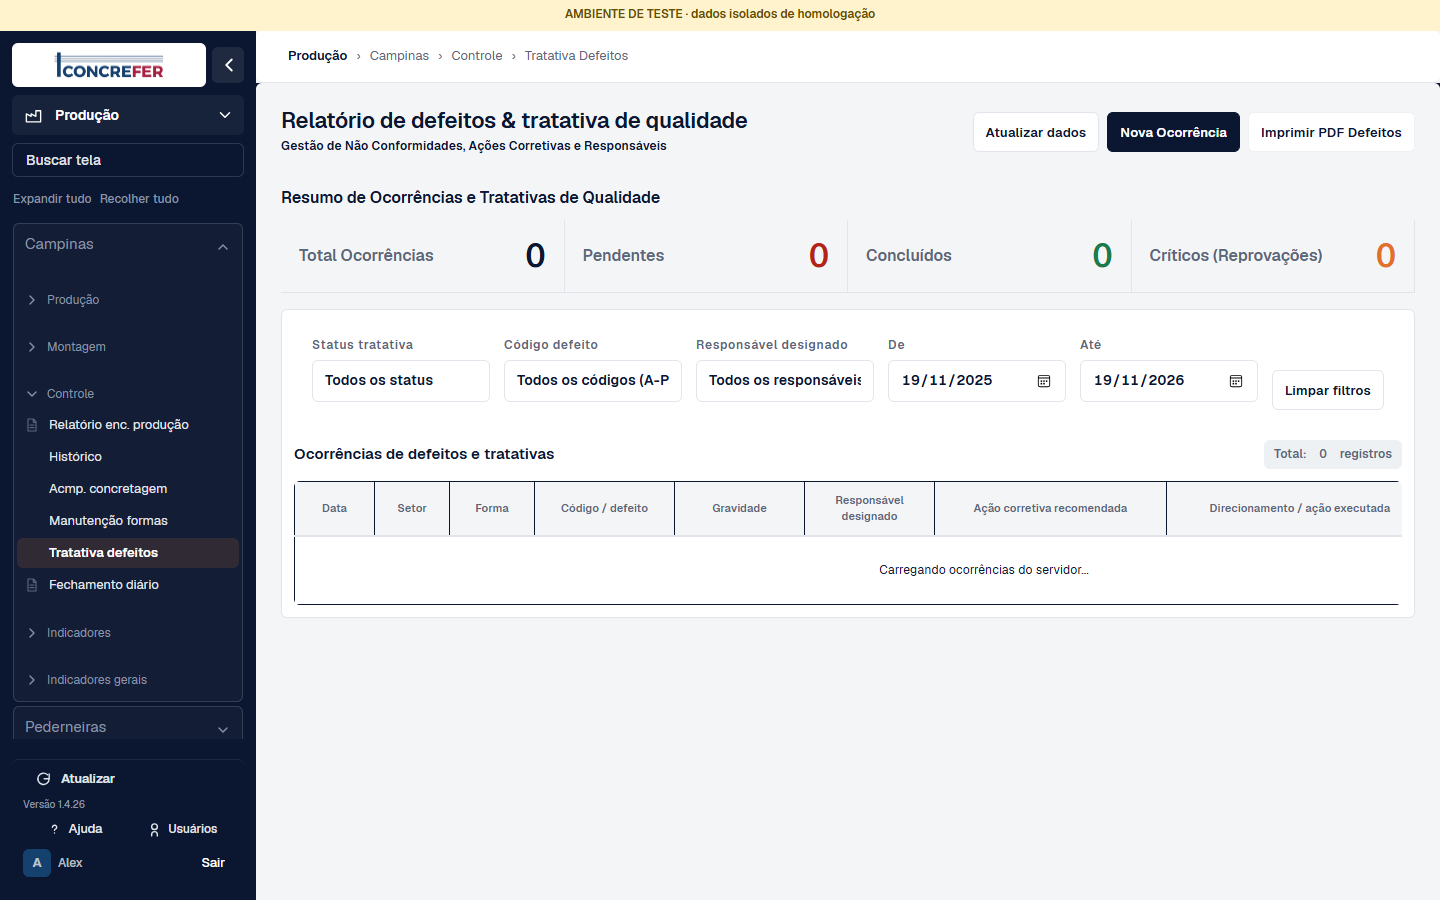 AMBIENTE DE TESTE · dados isolados de homologação
CONCREFER
Produção
Buscar tela
Expandir tudo Recolher tudo
Campinas
Produção
Montagem
Controle
Relatório enc. produção
Histórico
Acmp. concretagem
Manutenção formas
Tratativa defeitos
Fechamento diário
Indicadores
Indicadores gerais
Pederneiras
Atualizar
Versão 1.4.26
? Ajuda
Usuários
A Alex
Sair
Produção › Campinas › Controle › Tratativa Defeitos
Relatório de defeitos & tratativa de qualidade
Gestão de Não Conformidades, Ações Corretivas e Responsáveis
Atualizar dados
Nova Ocorrência
Imprimir PDF Defeitos
Resumo de Ocorrências e Tratativas de Qualidade
Total Ocorrências 0
Pendentes 0
Concluídos 0
Críticos (Reprovações) 0
Status tratativa
Todos os status
Código defeito
Todos os códigos (A-P
Responsável designado
Todos os responsáveis
De
19/11/2025
Até
19/11/2026
Limpar filtros
Ocorrências de defeitos e tratativas
Total: 0 registros
Data
Setor
Forma
Código / defeito
Gravidade
Responsável
designado
Ação corretiva recomendada
Direcionamento / ação executada
Carregando ocorrências do servidor...